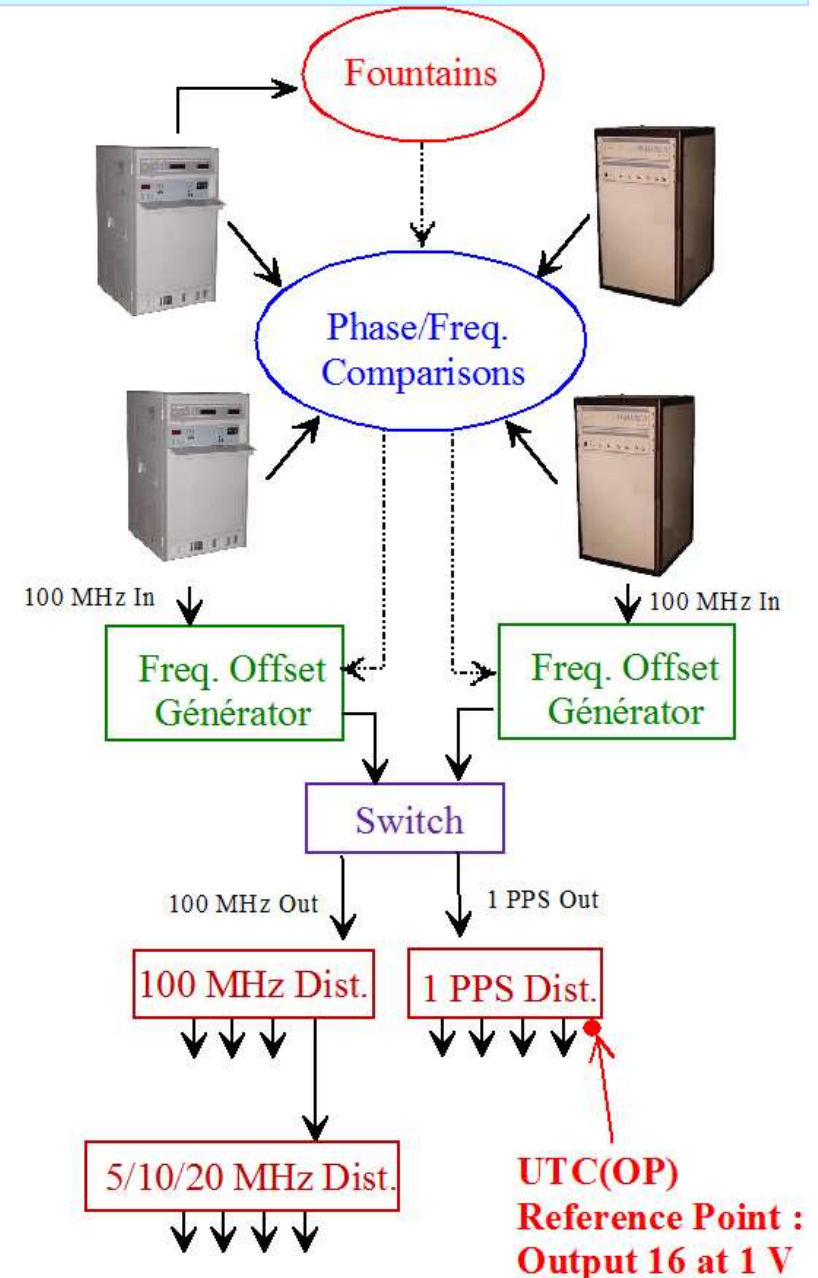 Fountains
Phase/Freq.
Comparisons
100 MHz In
100 MHz In
Freq. Offset
Générator
Freq. Offset
Générator
Switch
100 MHz Out
1 PPS Out
100 MHz Dist.
1 PPS Dist.
5/10/20 MHz Dist.
UTC(OP)
Reference Point :
Output 16 at 1 V